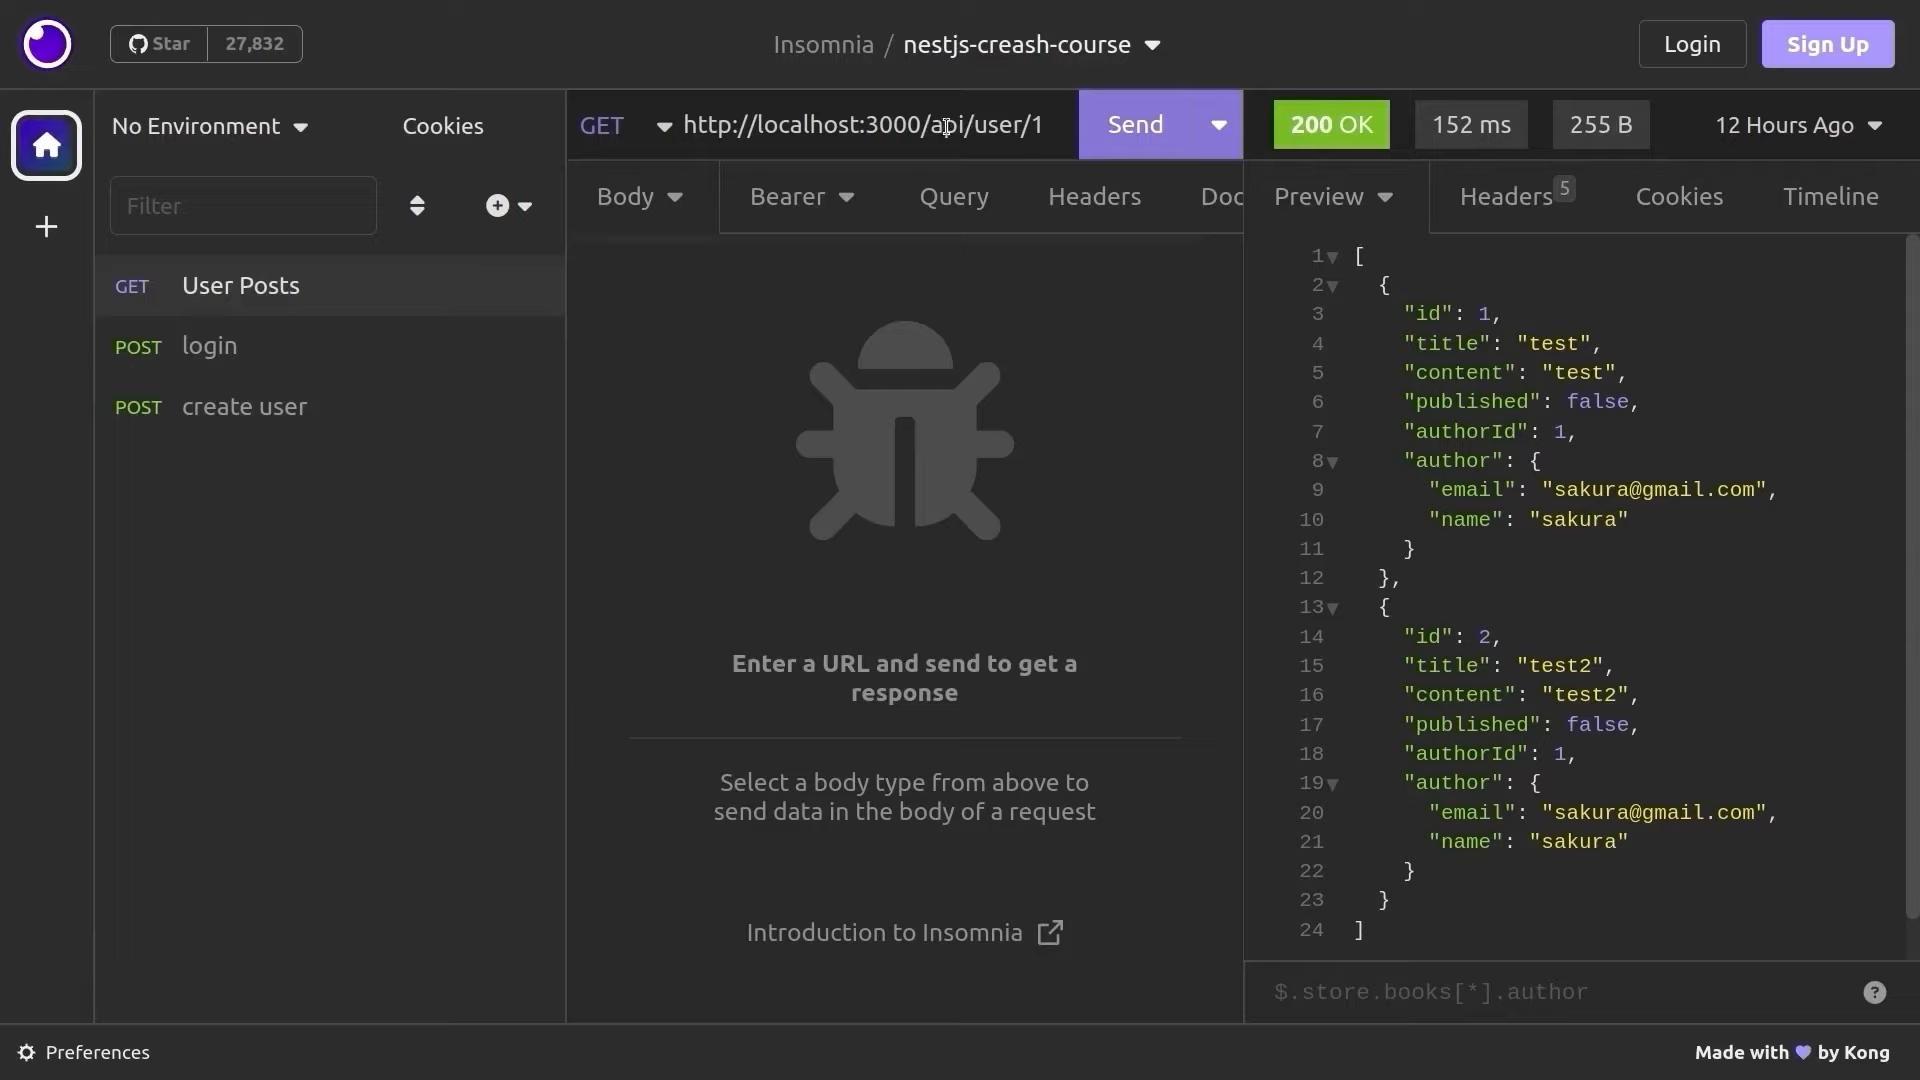 Star 27,832
Insomnia / nestjs-creash-course
Login
Sign Up
No Environment
Cookies
Filter
GET User Posts
POST login
POST create user
GET http://localhost:3000/api/user/1
Send
Body
Bearer
Query
Headers
Doc
Enter a URL and send to get a
response
Select a body type from above to
send data in the body of a request
Introduction to Insomnia
200 OK
152 ms
255 B
12 Hours Ago
Preview
Headers 5
Cookies
Timeline
1 [
2 {
3 "id": 1,
4 "title": "test",
5 "content": "test",
6 "published": false,
7 "authorId": 1,
8 "author": {
9 "email": "sakura@gmail.com",
10 "name": "sakura"
11 }
12 },
13 {
14 "id": 2,
15 "title": "test2",
16 "content": "test2",
17 "published": false,
18 "authorId": 1,
19 "author": {
20 "email": "sakura@gmail.com",
21 "name": "sakura"
22 }
23 }
24 ]
$.store.books[*].author
?
Preferences
Made with 💜 by Kong